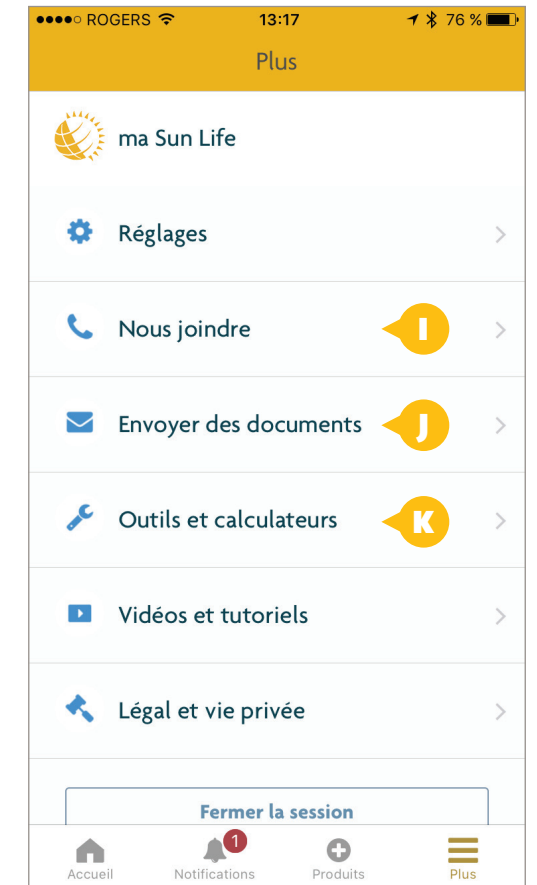 ROGERS 13:17 76 %
Plus
ma Sun Life
Réglages
Nous joindre I
Envoyer des documents J
Outils et calculateurs K
Vidéos et tutoriels
Légal et vie privée
Fermer la session
1
Accueil Notifications Produits Plus